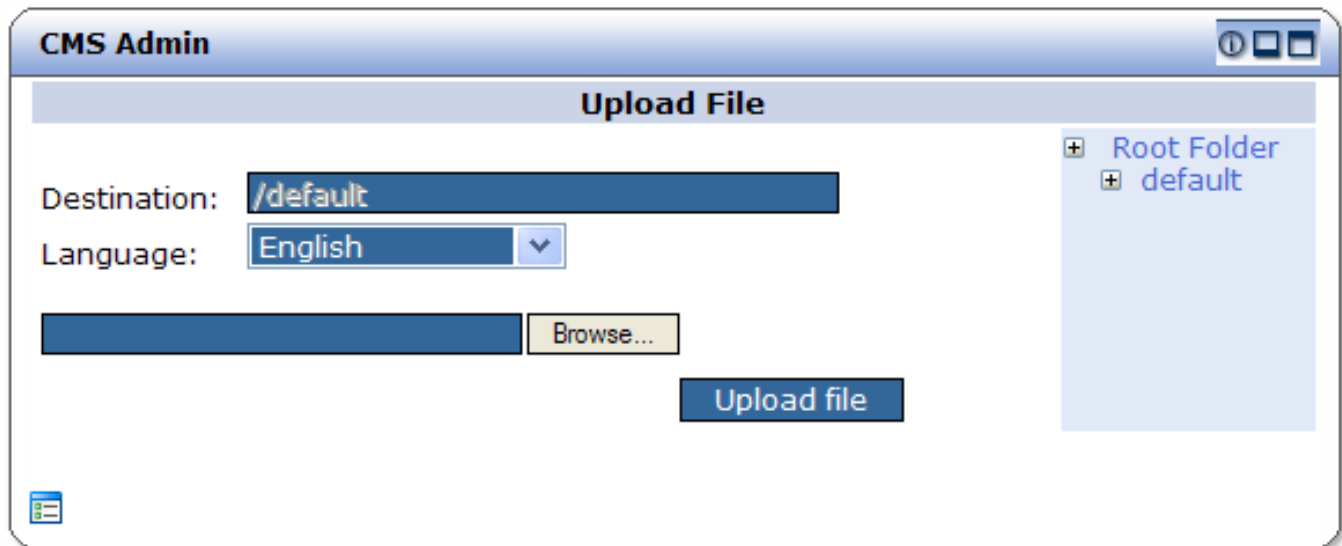 CMS Admin
Upload File
Destination: /default
Language: English
Browse...
Upload file
Root Folder
default